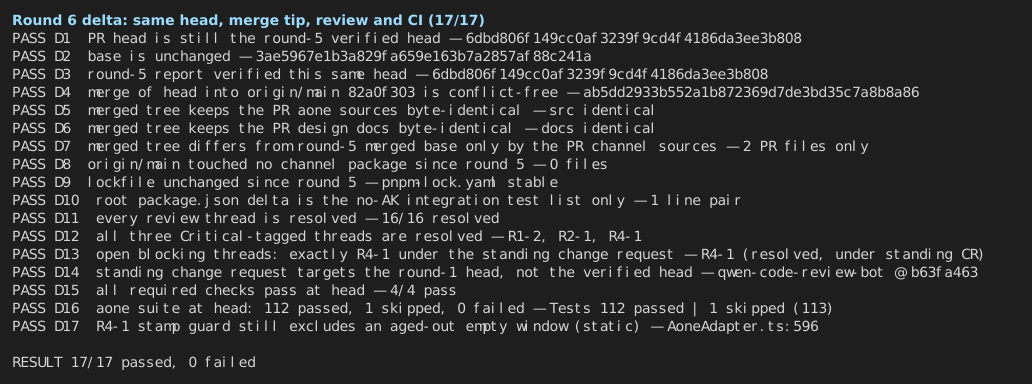 Round 6 delta: same head, merge tip, review and CI (17/17)
PASS D1 PR head is still the round-5 verified head — 6dbd806f149cc0af3239f9cd4f4186da3ee3b808
PASS D2 base is unchanged — 3ae5967e1b3a829fa659e163b7a2857af88c241a
PASS D3 round-5 report verified this same head — 6dbd806f149cc0af3239f9cd4f4186da3ee3b808
PASS D4 merge of head into origin/main 82a0f303 is conflict-free — ab5dd2933b552a1b872369d7de3bd35c7a8b8a86
PASS D5 merged tree keeps the PR aone sources byte-identical — src identical
PASS D6 merged tree keeps the PR design docs byte-identical — docs identical
PASS D7 merged tree differs from round-5 merged base only by the PR channel sources — 2 PR files only
PASS D8 origin/main touched no channel package since round 5 — 0 files
PASS D9 lockfile unchanged since round 5 — pnpm-lock.yaml stable
PASS D10 root package.json delta is the no-AK integration test list only — 1 line pair
PASS D11 every review thread is resolved — 16/16 resolved
PASS D12 all three Critical-tagged threads are resolved — R1-2, R2-1, R4-1
PASS D13 open blocking threads: exactly R4-1 under the standing change request — R4-1 (resolved, under standing CR)
PASS D14 standing change request targets the round-1 head, not the verified head — qwen-code-review-bot @ b63fa463
PASS D15 all required checks pass at head — 4/4 pass
PASS D16 aone suite at head: 112 passed, 1 skipped, 0 failed — Tests 112 passed | 1 skipped (113)
PASS D17 R4-1 stamp guard still excludes an aged-out empty window (static) — AoneAdapter.ts:596
RESULT 17/17 passed, 0 failed